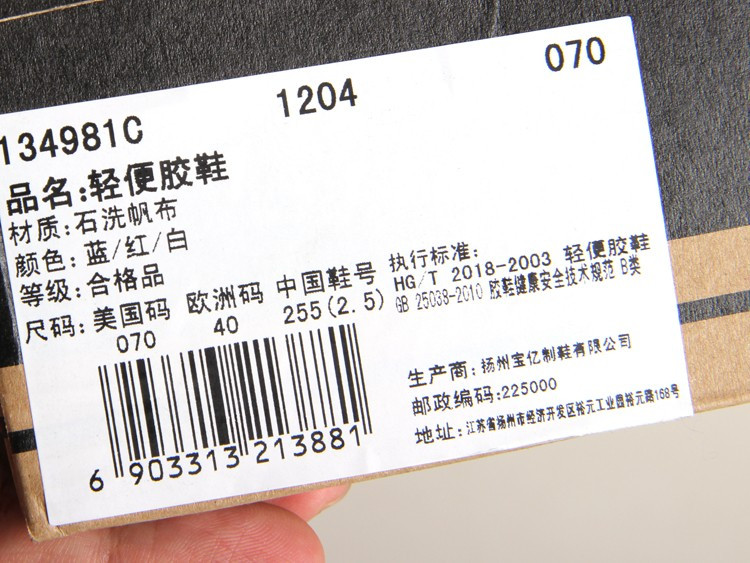 134981C 1204 070
品名:轻便胶鞋
材质:石洗帆布
颜色:蓝/红/白
等级:合格品
尺码:美国码 欧洲码 中国鞋号
070 40 255(2.5)
执行标准:
HG/T 2018-2003 轻便胶鞋
GB 25038-2010 胶鞋健康安全技术规范 B类
6 903313 213881
生产商:扬州宝亿制鞋有限公司
邮政编码:225000
地址:江苏省扬州市经济开发区裕元工业园裕元路168号